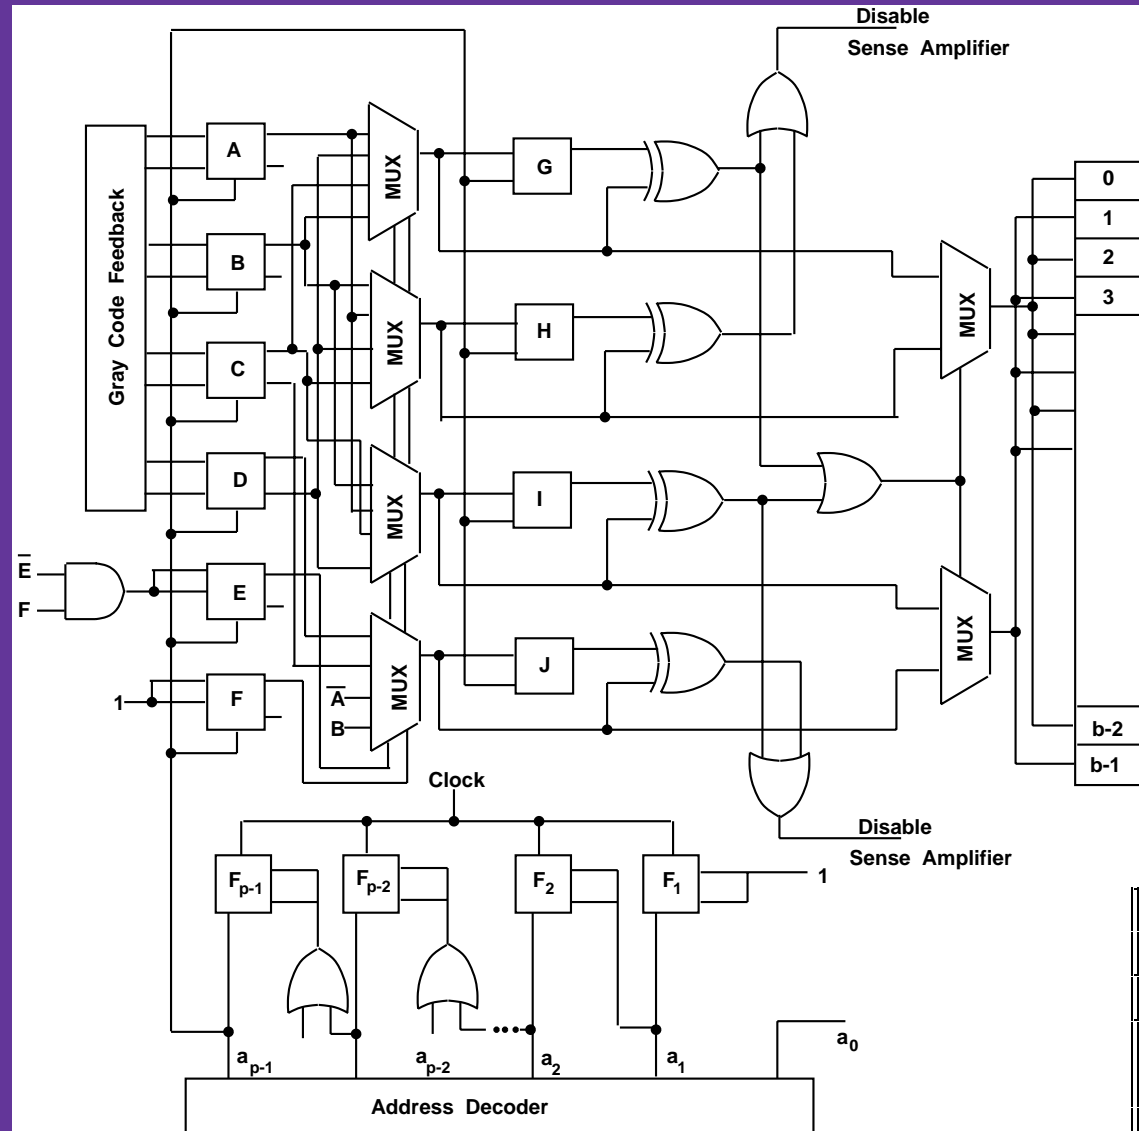 Disable
Sense Amplifier
Gray Code Feedback
A
B
C
D
E
F
E̅
F
1
MUX
MUX
MUX
MUX
A̅
B
G
H
I
J
MUX
MUX
0
1
2
3
b-2
b-1
Disable
Sense Amplifier
Clock
Fp-1
Fp-2
F2
F1
1
ap-1
ap-2
a2
a1
a0
Address Decoder